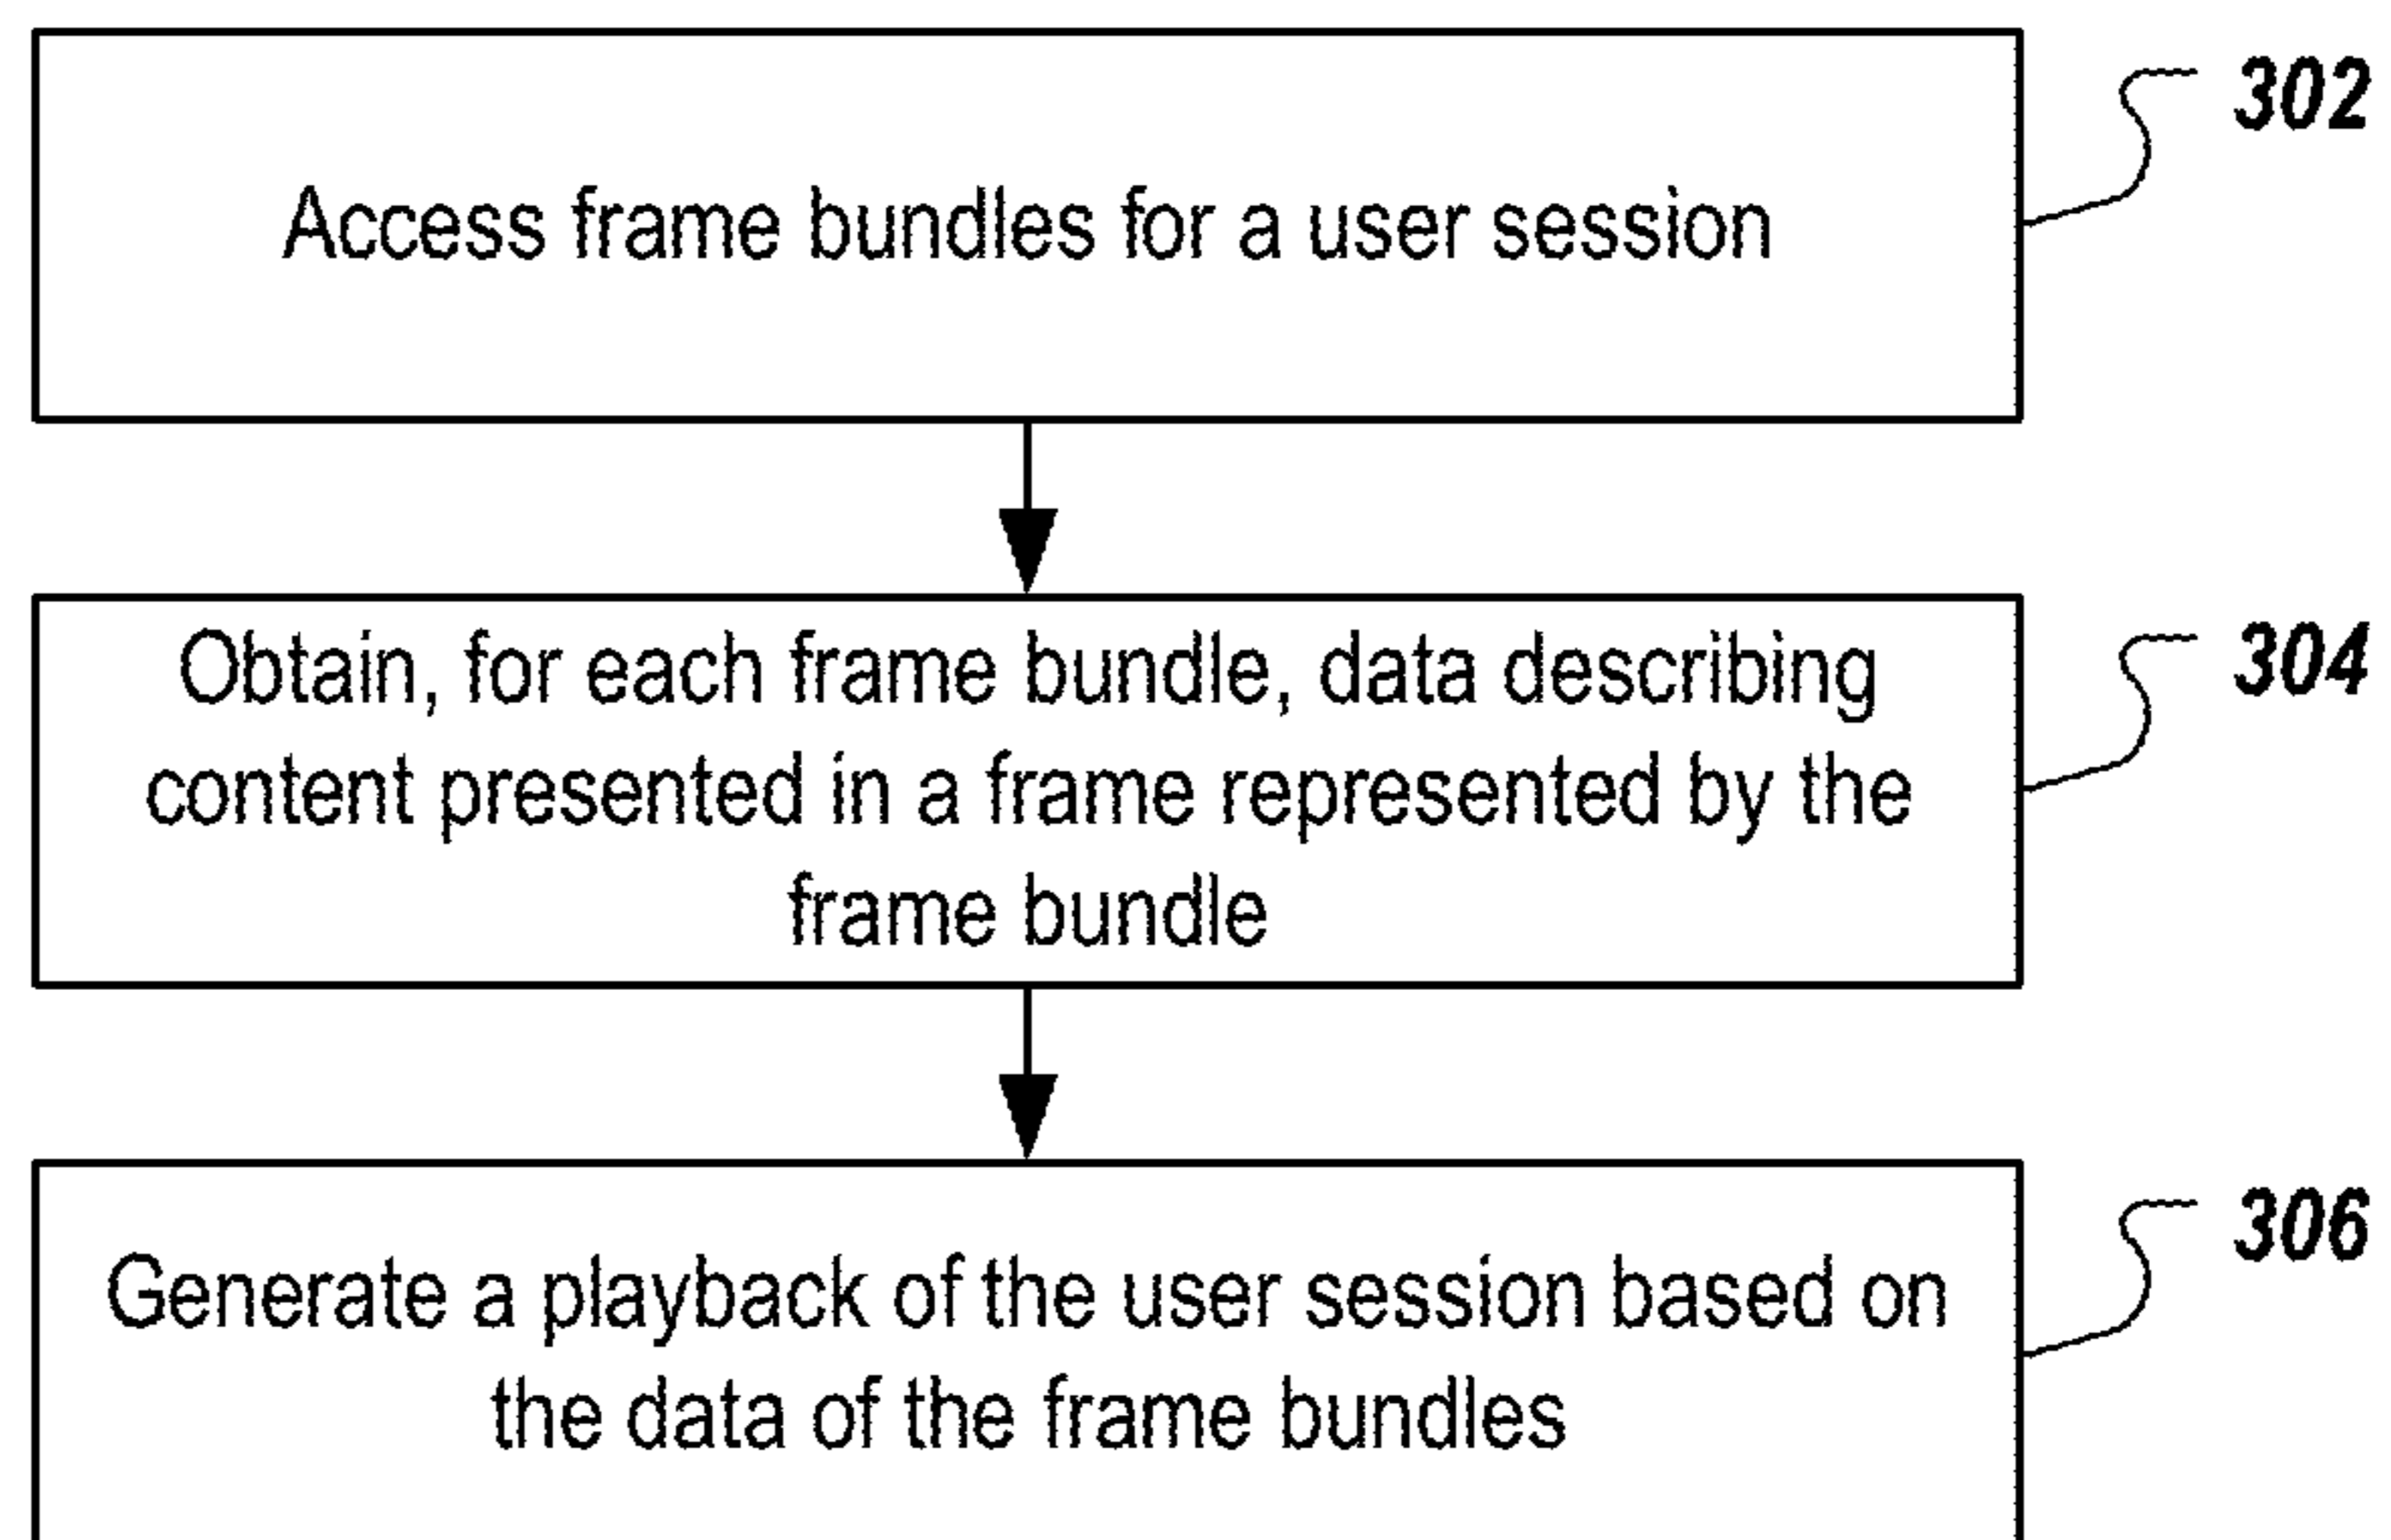 Access frame bundles for a user session
302
Obtain, for each frame bundle, data describing
content presented in a frame represented by the
frame bundle
304
Generate a playback of the user session based on
the data of the frame bundles
306